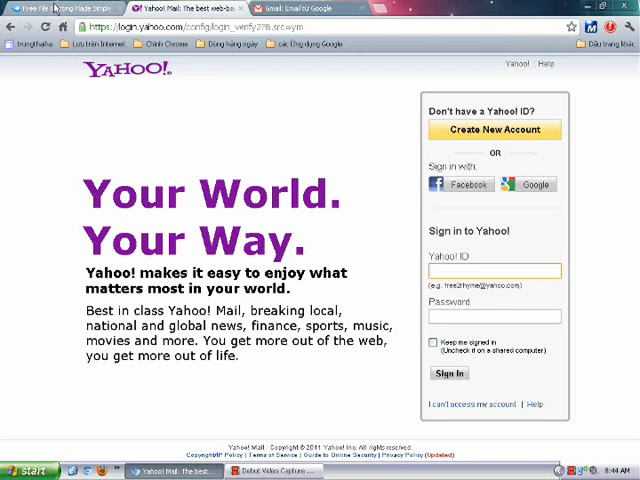 Free File Hosting Made Simple
Yahoo! Mail: The best web-ba
Gmail: Email từ Google
https://login.yahoo.com/config/login_verify2?&.src=ym
trungthaiha
Lưu trên Internet
Chính Chrome
Dùng hàng ngày
các Ứng dụng Google
Dấu trang khác
YAHOO!
Yahoo!
Help
Don't have a Yahoo! ID?
Create New Account
OR
Sign in with:
Facebook
Google
Your World.
Your Way.
Yahoo! makes it easy to enjoy what
matters most in your world.
Best in class Yahoo! Mail, breaking local,
national and global news, finance, sports, music,
movies and more. You get more out of the web,
you get more out of life.
Sign in to Yahoo!
Yahoo! ID
(e.g. free2rhyme@yahoo.com)
Password
Keep me signed in
(Uncheck if on a shared computer)
Sign In
I can't access my account | Help
Yahoo! Mail - Copyright © 2011 Yahoo! Inc. All rights reserved.
Copyright/IP Policy | Terms of Service | Guide to Online Security | Privacy Policy (Updated)
start
Yahoo! Mail: The best...
Debut Video Capture ...
8:44 AM